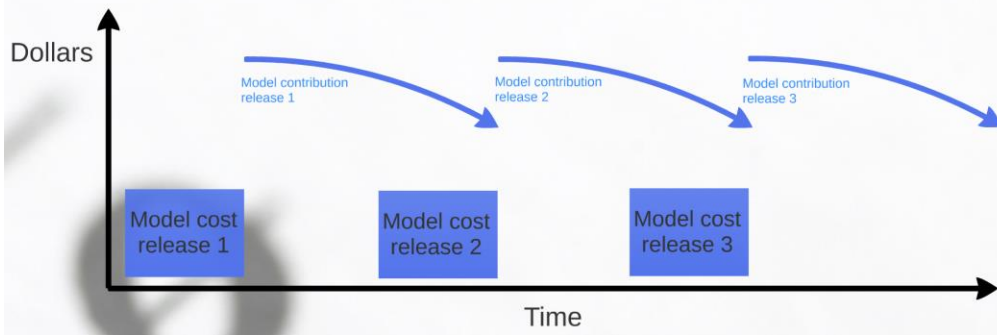 Dollars
Model contribution
release 1
Model contribution
release 2
Model contribution
release 3
Model cost
release 1
Model cost
release 2
Model cost
release 3
Time